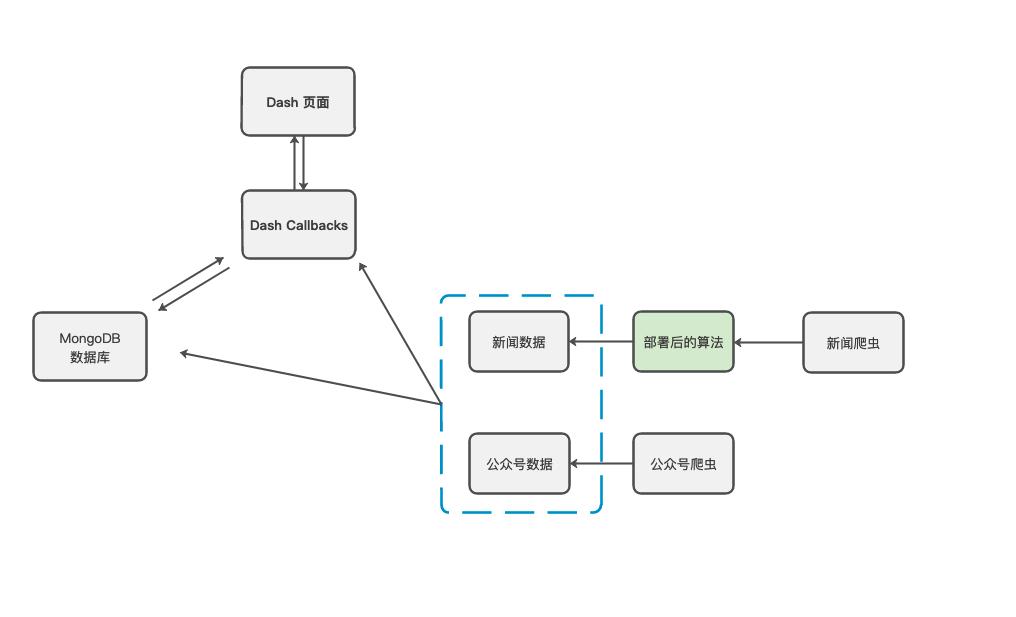 Dash 页面
Dash Callbacks
MongoDB
数据库
新闻数据
部署后的算法
新闻爬虫
公众号数据
公众号爬虫